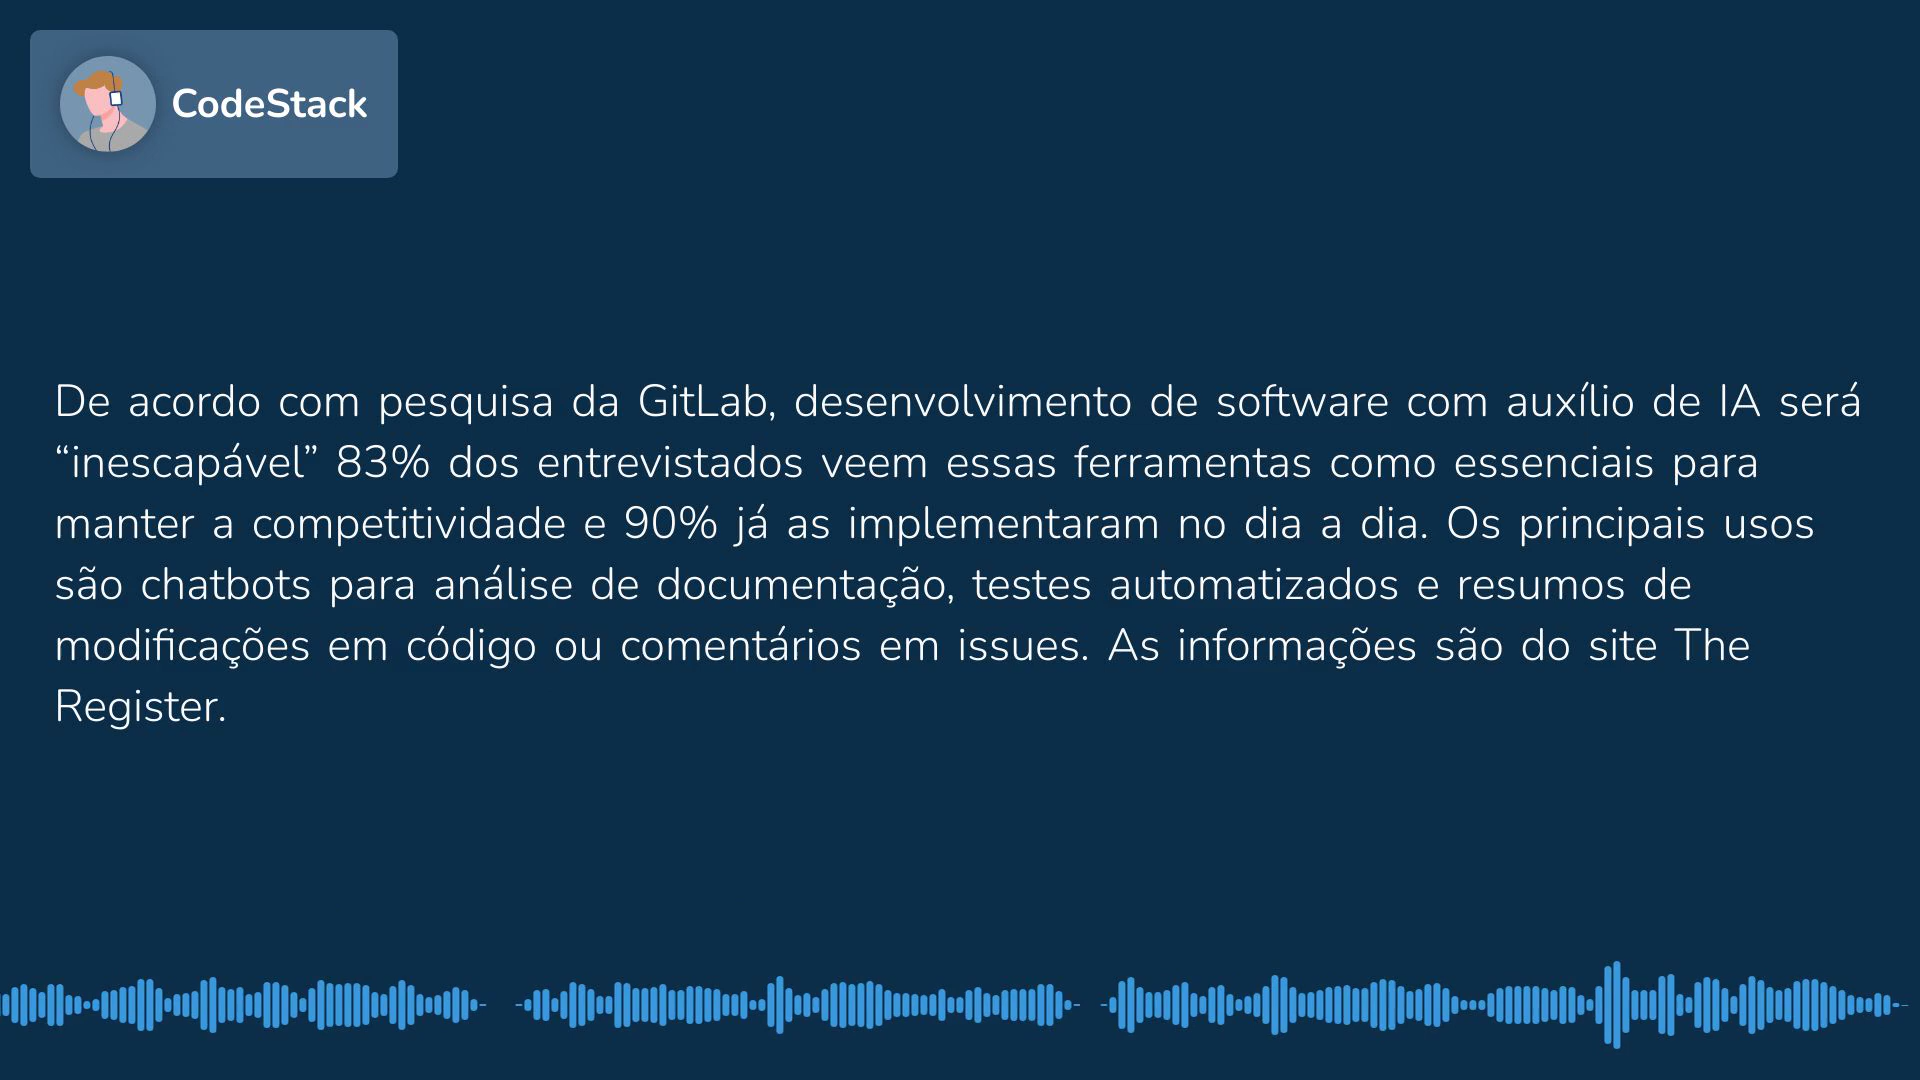 CodeStack
De acordo com pesquisa da GitLab, desenvolvimento de software com auxílio de IA será
“inescapável” 83% dos entrevistados veem essas ferramentas como essenciais para
manter a competitividade e 90% já as implementaram no dia a dia. Os principais usos
são chatbots para análise de documentação, testes automatizados e resumos de
modificações em código ou comentários em issues. As informações são do site The
Register.